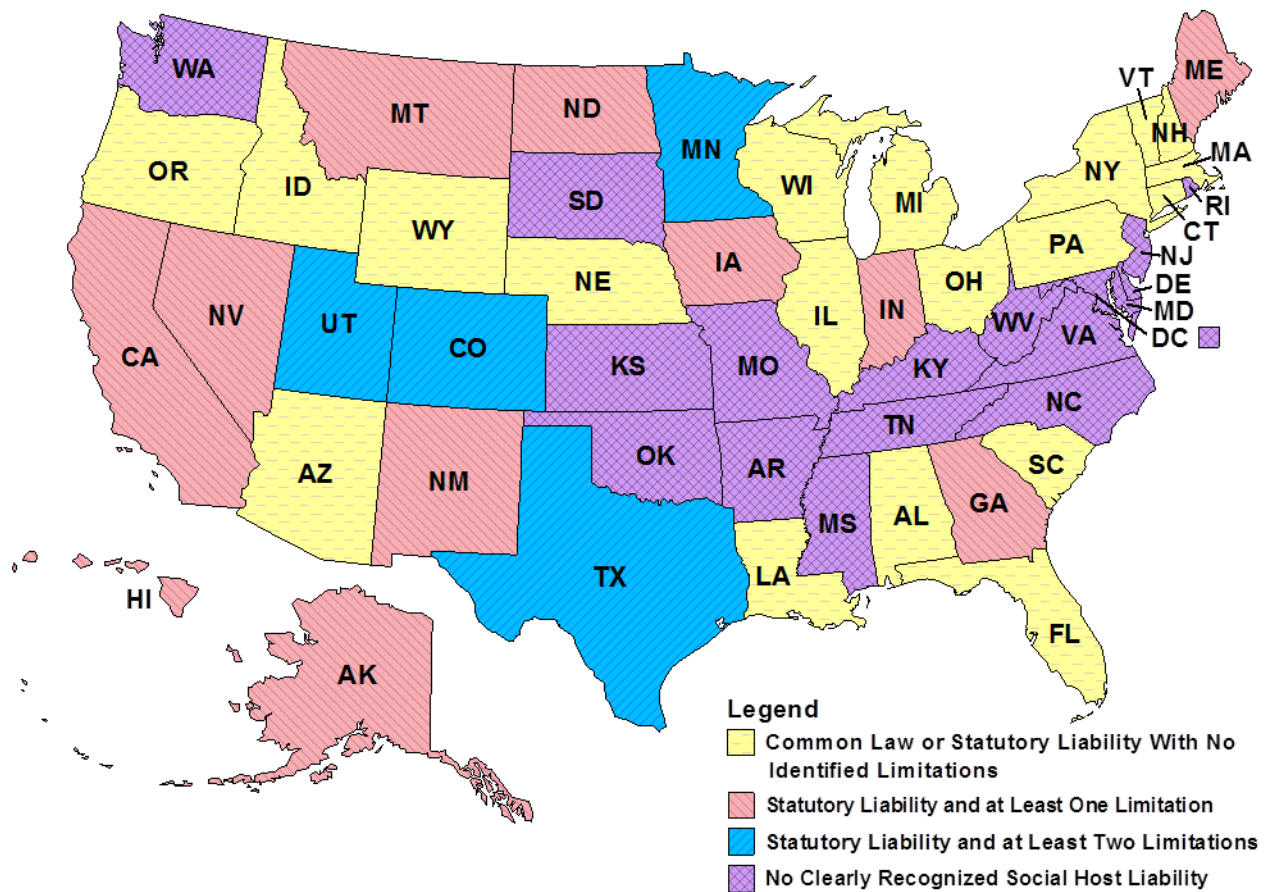 WA
MT
ND
MN
ME
VT
NH
MA
OR
ID
WY
SD
WI
MI
NY
RI
CT
PA
NJ
DE
MD
DC
NE
IA
IL
IN
OH
WV
VA
CA
NV
UT
CO
KS
MO
KY
NC
TN
AZ
NM
OK
AR
SC
MS
AL
GA
TX
LA
FL
HI
AK
Legend
Common Law or Statutory Liability With No
Identified Limitations
Statutory Liability and at Least One Limitation
Statutory Liability and at Least Two Limitations
No Clearly Recognized Social Host Liability